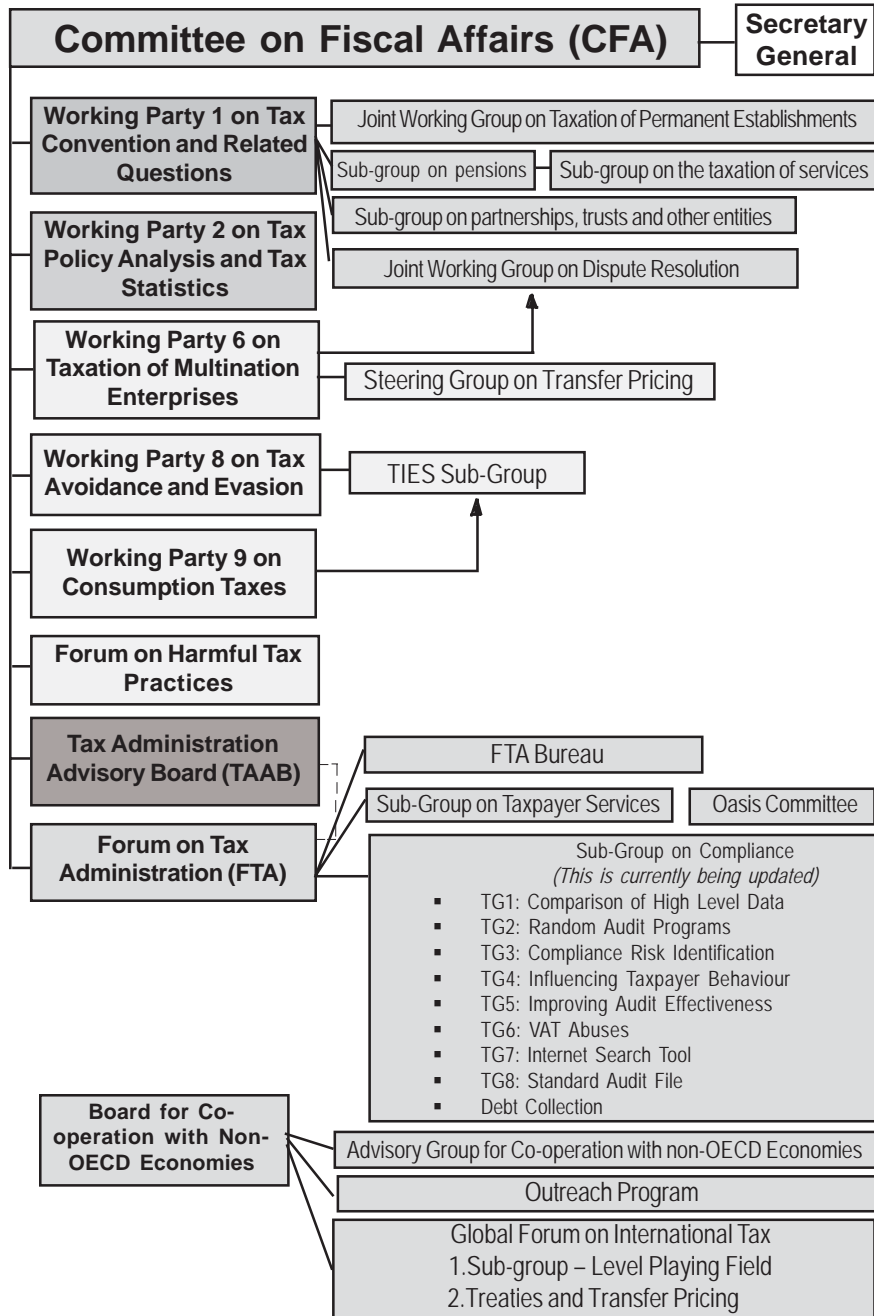 Committee on Fiscal Affairs (CFA)
Secretary
General
Working Party 1 on Tax
Convention and Related
Questions
Joint Working Group on Taxation of Permanent Establishments
Sub-group on pensions
Sub-group on the taxation of services
Sub-group on partnerships, trusts and other entities
Working Party 2 on Tax
Policy Analysis and Tax
Statistics
Joint Working Group on Dispute Resolution
Working Party 6 on
Taxation of Multination
Enterprises
Steering Group on Transfer Pricing
Working Party 8 on Tax
Avoidance and Evasion
TIES Sub-Group
Working Party 9 on
Consumption Taxes
Forum on Harmful Tax
Practices
Tax Administration
Advisory Board (TAAB)
FTA Bureau
Sub-Group on Taxpayer Services
Oasis Committee
Forum on Tax
Administration (FTA)
Sub-Group on Compliance
(This is currently being updated)
▪ TG1: Comparison of High Level Data
▪ TG2: Random Audit Programs
▪ TG3: Compliance Risk Identification
▪ TG4: Influencing Taxpayer Behaviour
▪ TG5: Improving Audit Effectiveness
▪ TG6: VAT Abuses
▪ TG7: Internet Search Tool
▪ TG8: Standard Audit File
▪ Debt Collection
Board for Co-
operation with Non-
OECD Economies
Advisory Group for Co-operation with non-OECD Economies
Outreach Program
Global Forum on International Tax
1.Sub-group – Level Playing Field
2.Treaties and Transfer Pricing